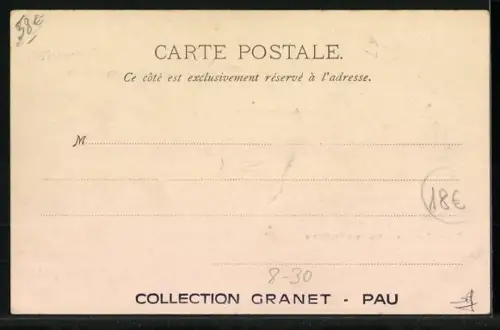 38€
CARTE POSTALE.
Ce côté est exclusivement réservé à l'adresse.
M
18€
8-30
COLLECTION GRANET - PAU